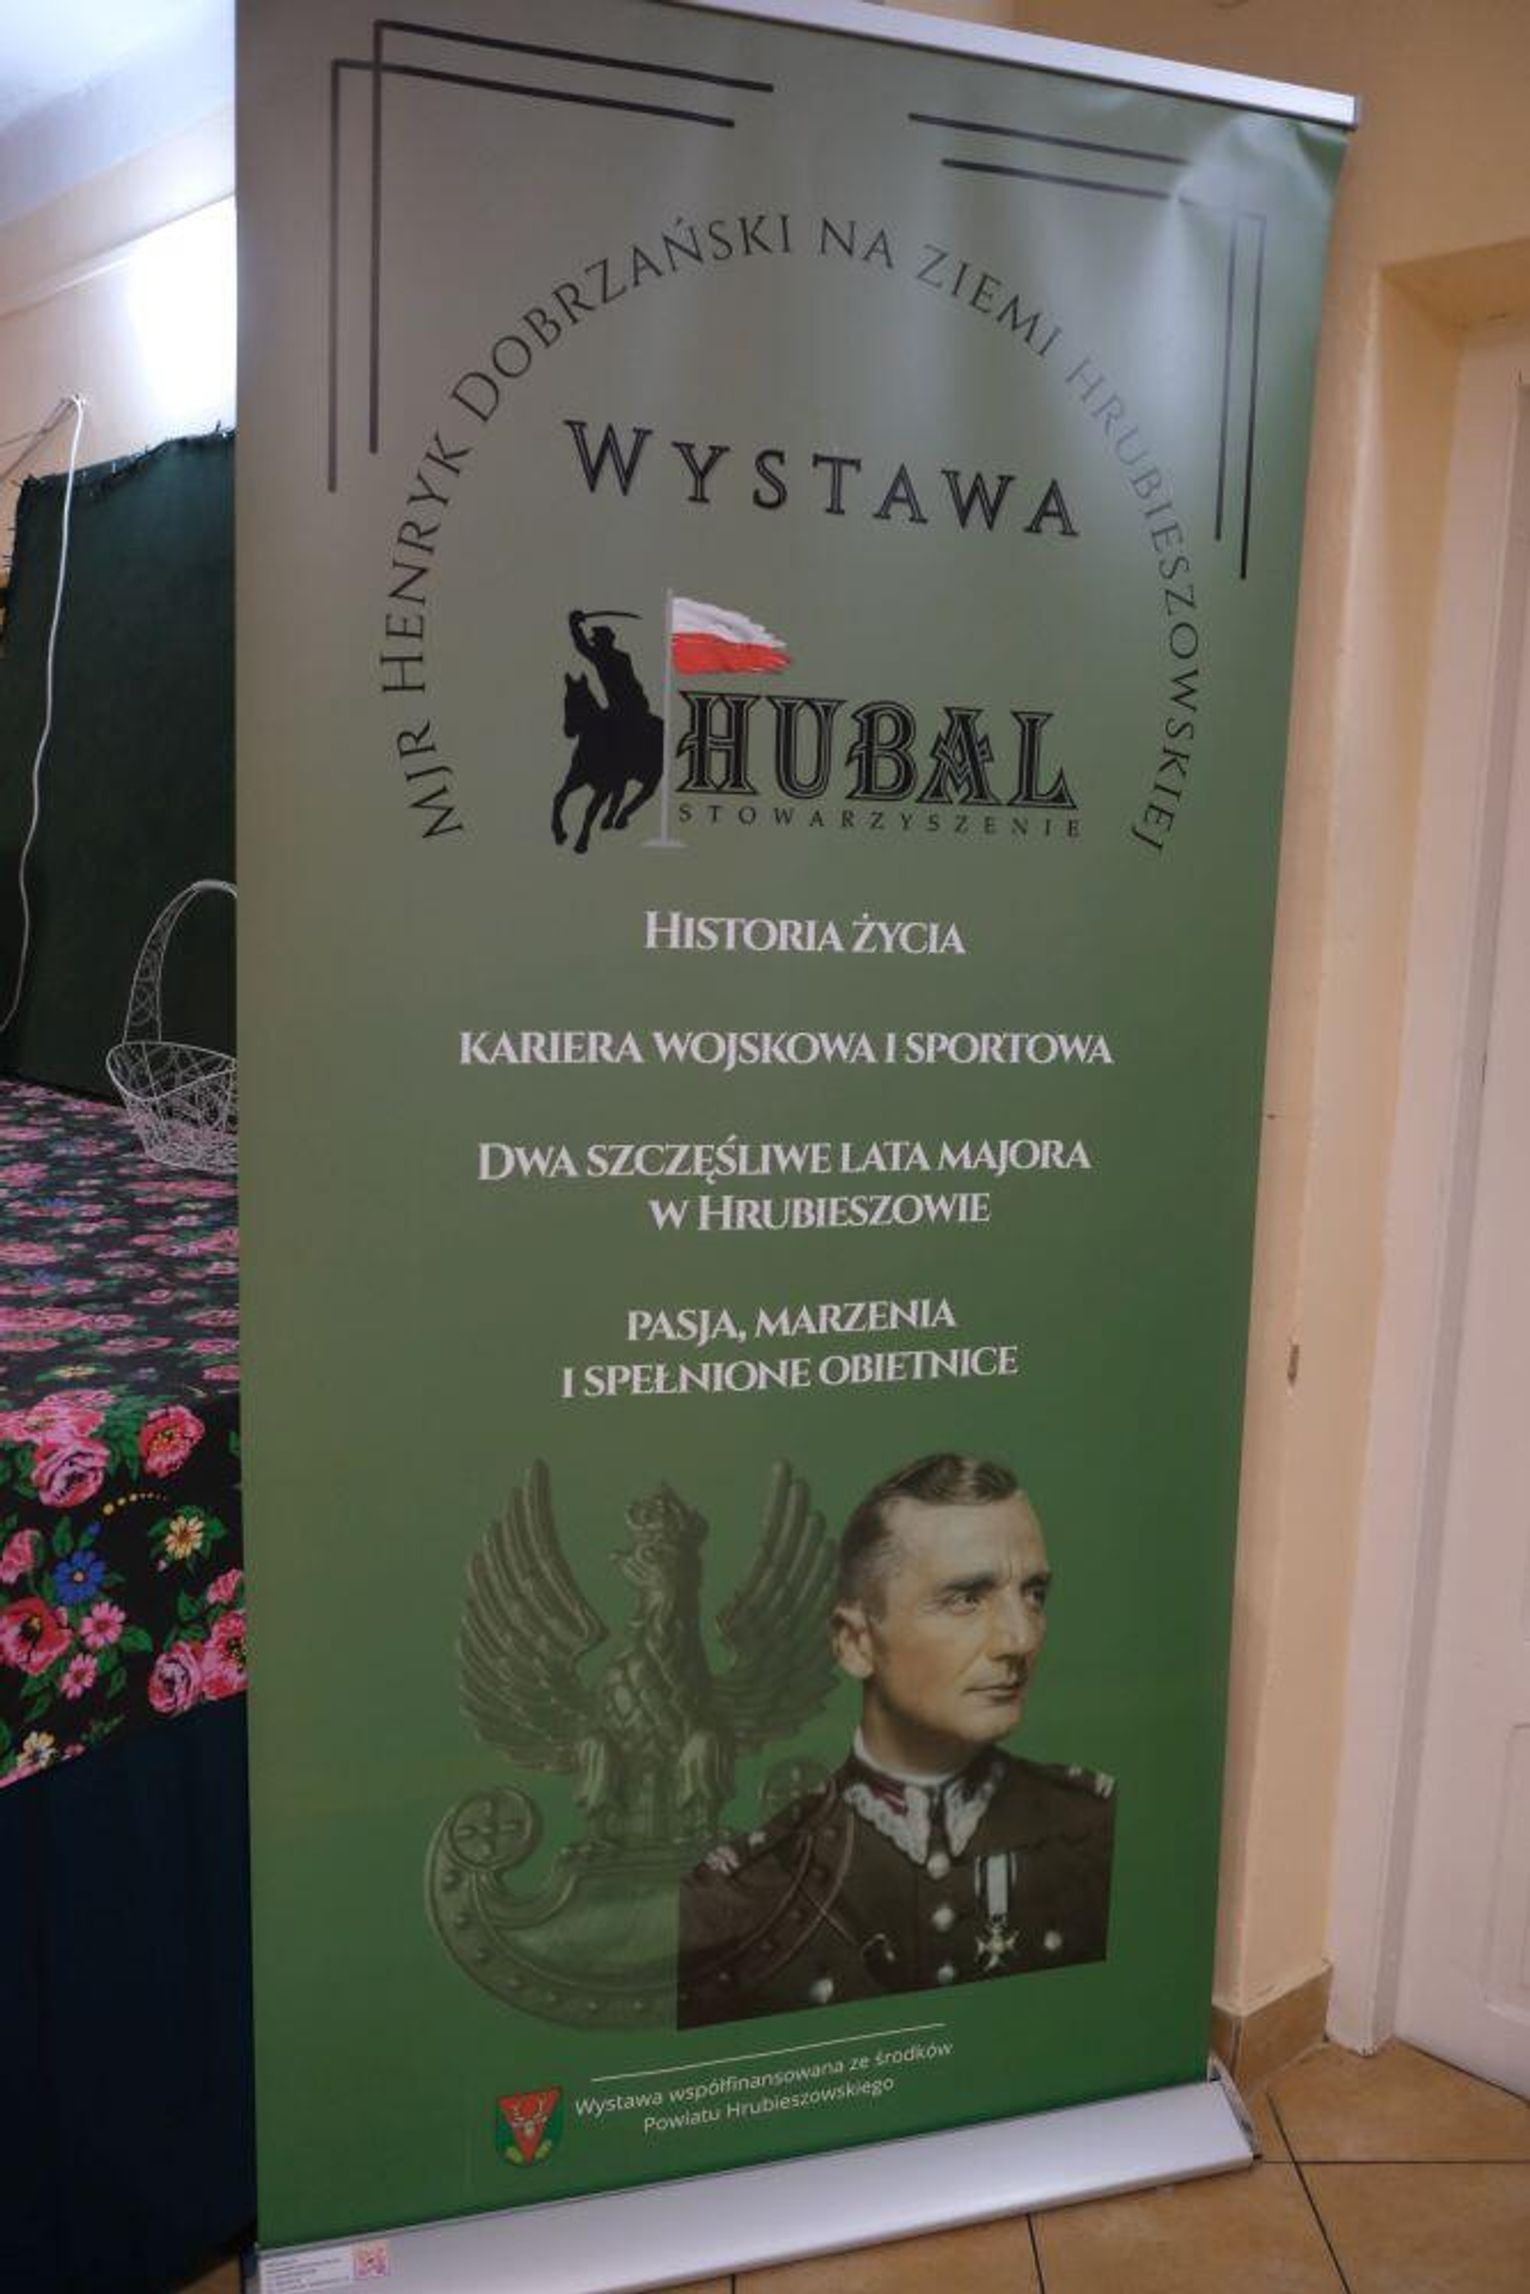 MJR HENRYK DOBRZAŃSKI NA ZIEMI HRUBIESZOWSKIEJ
WYSTAWA
HUBAL
STOWARZYSZENIE
HISTORIA ŻYCIA
KARIERA WOJSKOWA I SPORTOWA
DWA SZCZĘŚLIWE LATA MAJORA
W HRUBIESZOWIE
PASJA, MARZENIA
I SPEŁNIONE OBIETNICE
Wystawa współfinansowana ze środków
Powiatu Hrubieszowskiego